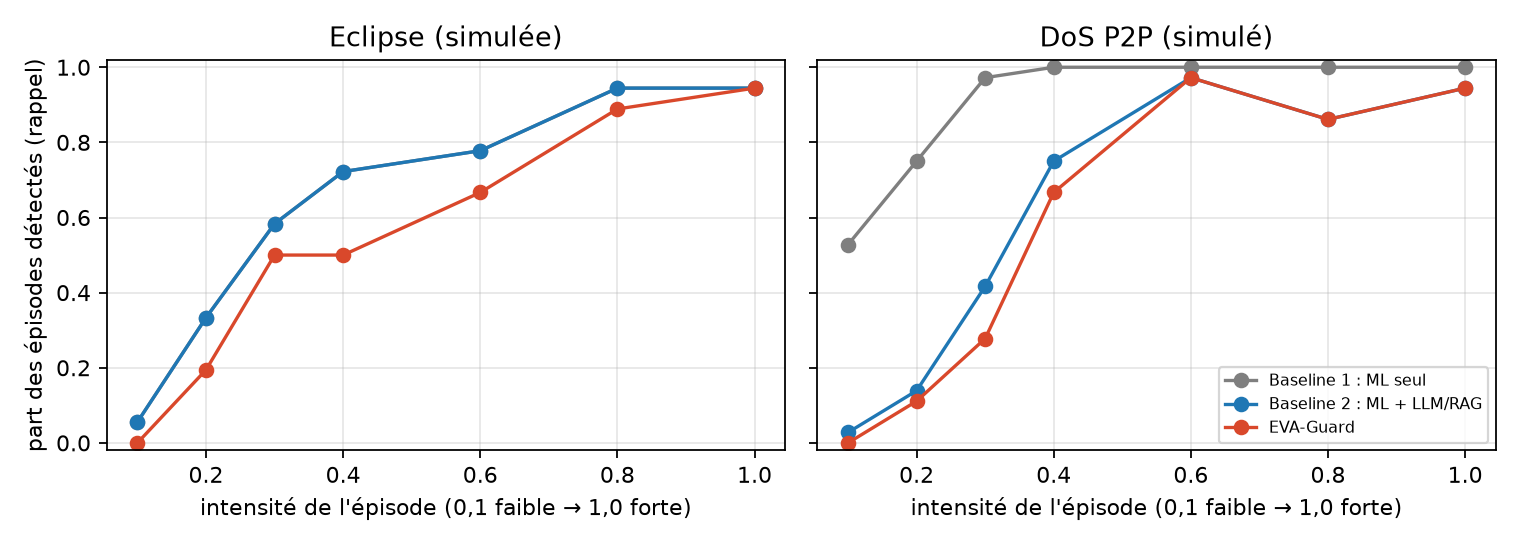 Eclipse (simulée)
DoS P2P (simulé)
part des épisodes détectés (rappel)
1.0
0.8
0.6
0.4
0.2
0.0
0.2 0.4 0.6 0.8 1.0
0.2 0.4 0.6 0.8 1.0
intensité de l'épisode (0,1 faible → 1,0 forte)
intensité de l'épisode (0,1 faible → 1,0 forte)
Baseline 1 : ML seul
Baseline 2 : ML + LLM/RAG
EVA-Guard